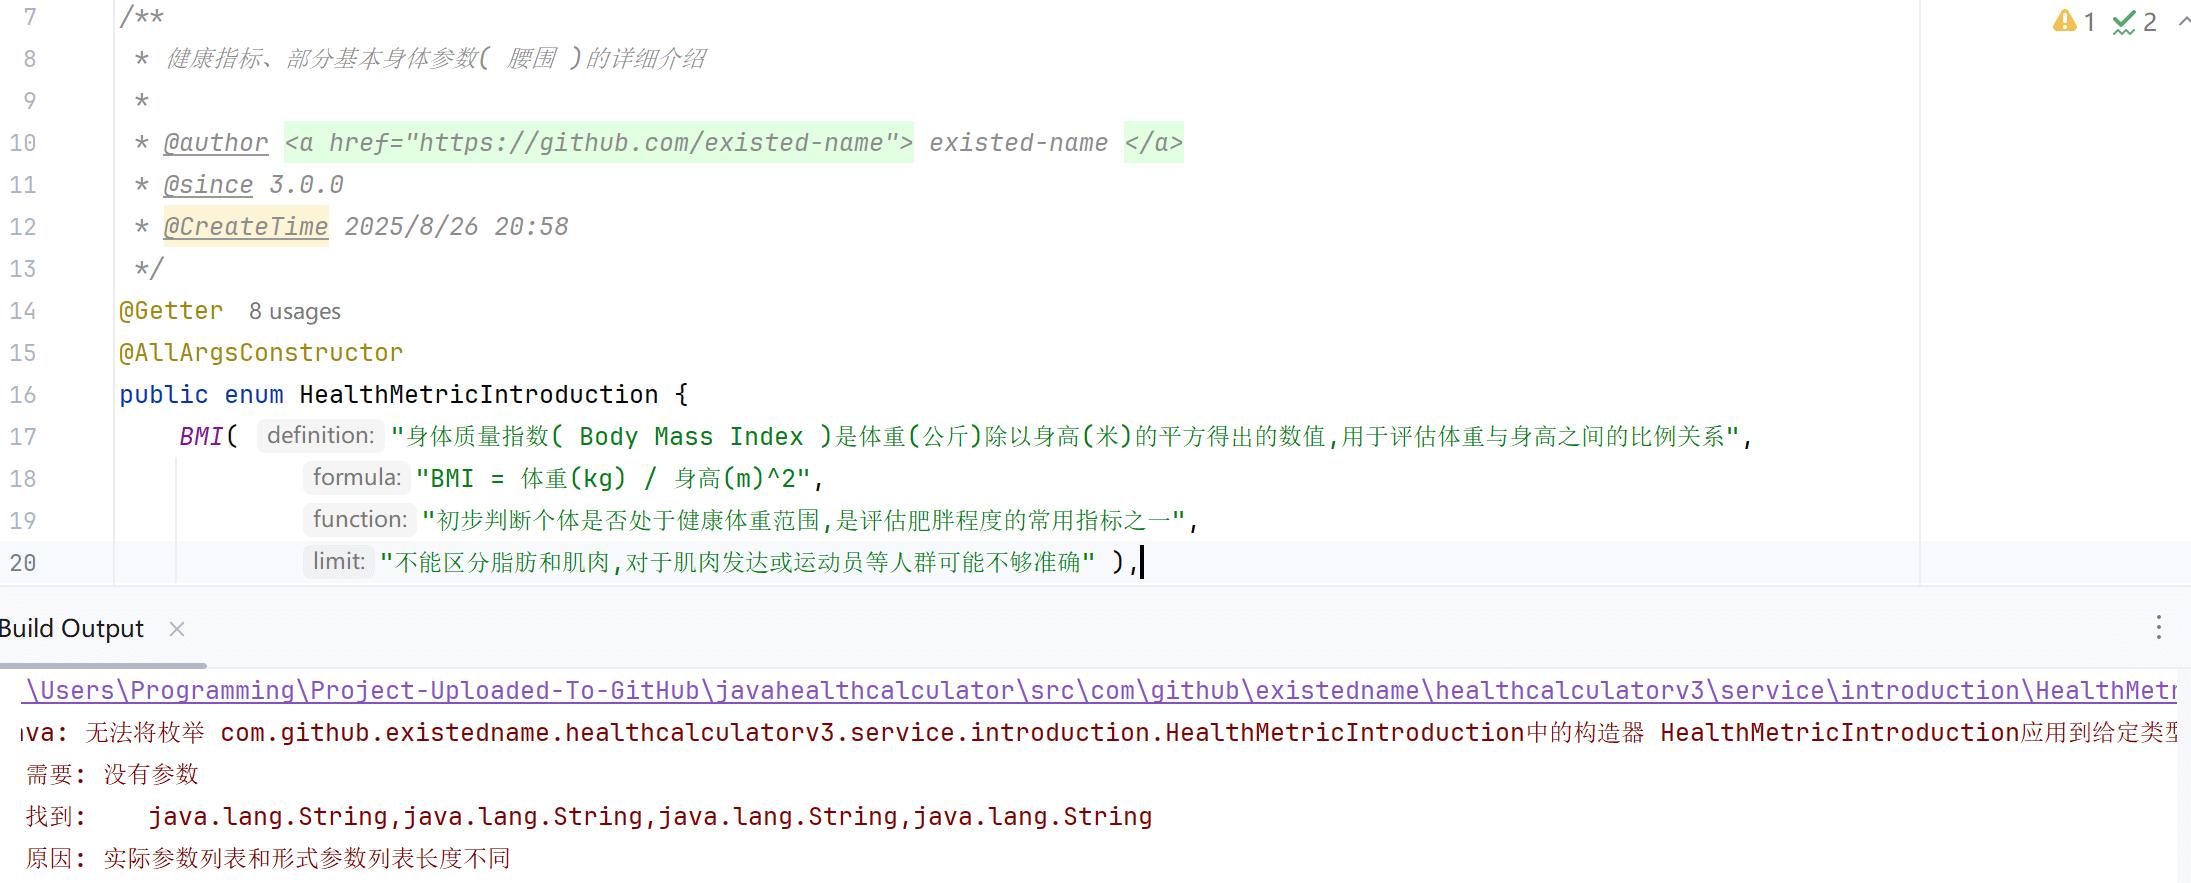 7 /**
8 * 健康指标、部分基本身体参数( 腰围 )的详细介绍
9 *
10 * @author <a href="https://github.com/existed-name"> existed-name </a>
11 * @since 3.0.0
12 * @CreateTime 2025/8/26 20:58
13 */
14 @Getter 8 usages
15 @AllArgsConstructor
16 public enum HealthMetricIntroduction {
17 BMI( definition: "身体质量指数( Body Mass Index )是体重(公斤)除以身高(米)的平方得出的数值,用于评估体重与身高之间的比例关系",
18 formula: "BMI = 体重(kg) / 身高(m)^2",
19 function: "初步判断个体是否处于健康体重范围,是评估肥胖程度的常用指标之一",
20 limit: "不能区分脂肪和肌肉,对于肌肉发达或运动员等人群可能不够准确" ),
1 2
Build Output
\Users\Programming\Project-Uploaded-To-GitHub\javahealthcalculator\src\com\github\existedname\healthcalculatorv3\service\introduction\HealthMetr
ava: 无法将枚举 com.github.existedname.healthcalculatorv3.service.introduction.HealthMetricIntroduction中的构造器 HealthMetricIntroduction应用到给定类型
需要: 没有参数
找到: java.lang.String,java.lang.String,java.lang.String,java.lang.String
原因: 实际参数列表和形式参数列表长度不同